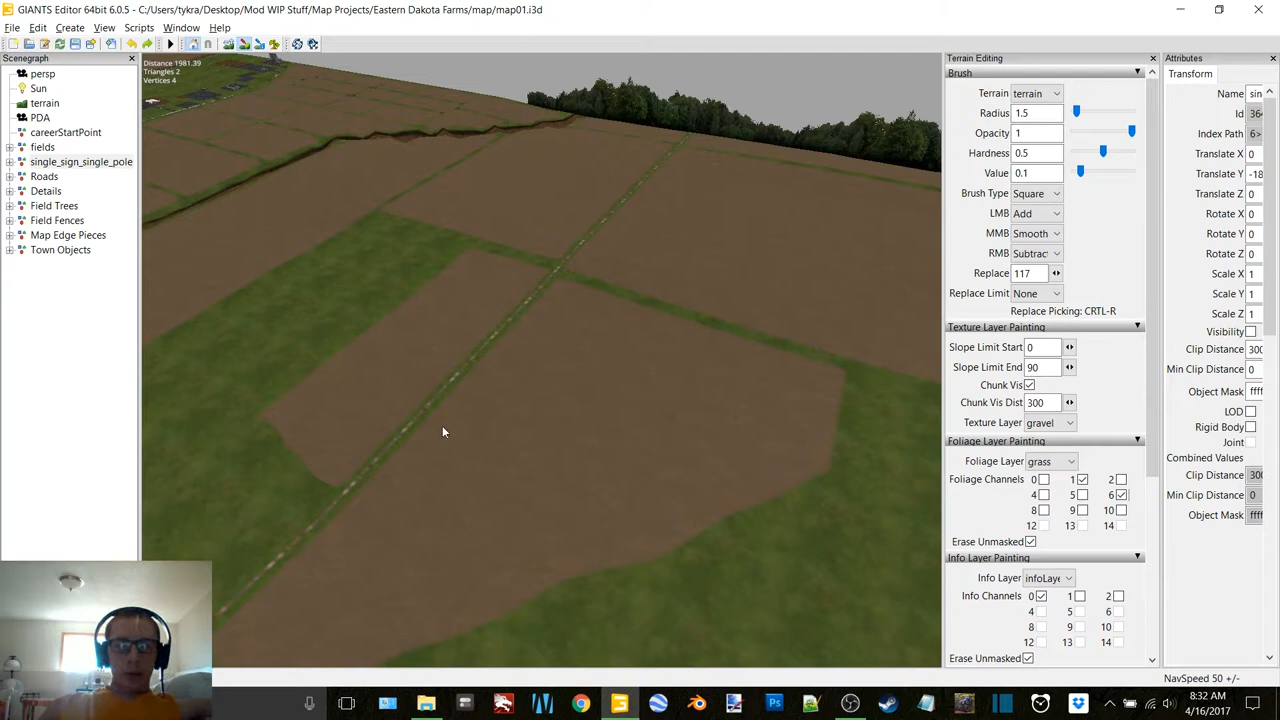 GIANTS Editor 64bit 6.0.5 - C:/Users/tykra/Desktop/Mod WIP Stuff/Map Projects/Eastern Dakota Farms/map/map01.i3d
File Edit Create View Scripts Window Help
Scenegraph
persp
Sun
terrain
PDA
careerStartPoint
fields
single_sign_single_pole
Roads
Details
Field Trees
Field Fences
Map Edge Pieces
Town Objects
Distance 1981.39
Triangles 2
Vertices 4
Terrain Editing
Brush
Terrain terrain
Radius 1.5
Opacity 1
Hardness 0.5
Value 0.1
Brush Type Square
LMB Add
MMB Smooth
RMB Subtrac
Replace 117
Replace Limit None
Replace Picking: CRTL-R
Texture Layer Painting
Slope Limit Start 0
Slope Limit End 90
Chunk Vis
Chunk Vis Dist 300
Texture Layer gravel
Foliage Layer Painting
Foliage Layer grass
Foliage Channels 0 1 2
4 5 6
8 9 10
12 13 14
Erase Unmasked
Info Layer Painting
Info Layer infoLaye
Info Channels 0 1 2
4 5 6
8 9 10
12 13 14
Erase Unmasked
Attributes
Transform
Name sin
Id 364
Index Path 6>
Translate X 0
Translate Y -18
Translate Z 0
Rotate X 0
Rotate Y 0
Rotate Z 0
Scale X 1
Scale Y 1
Scale Z 1
Visibility
Clip Distance 300
Min Clip Distance 0
Object Mask ffff
LOD
Rigid Body
Joint
Combined Values
Clip Distance 300
Min Clip Distance 0
Object Mask ffff
NavSpeed 50 +/-
8:32 AM
4/16/2017